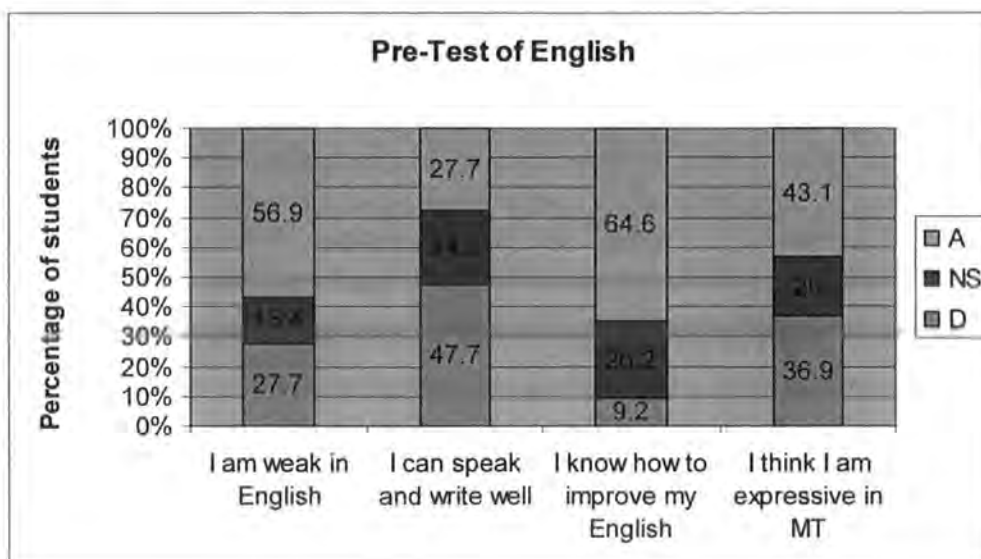 Pre-Test of English
Percentage of students
100%
90%
80%
70%
60%
50%
40%
30%
20%
10%
0%
56.9
27.7
64.6
43.1
15.4
26.2
20
27.7
47.7
9.2
36.9
A
NS
D
I am weak in
English
I can speak
and write well
I know how to
improve my
English
I think I am
expressive in
MT